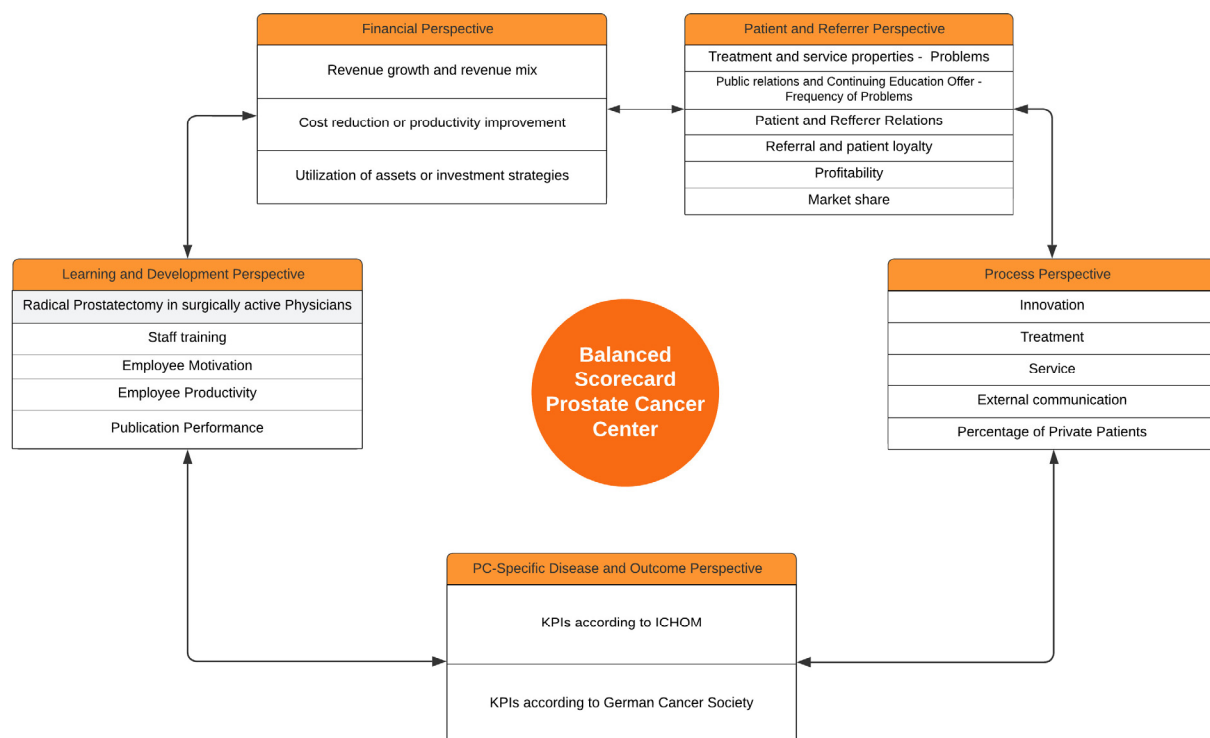 Financial Perspective
Revenue growth and revenue mix
Cost reduction or productivity improvement
Utilization of assets or investment strategies
Patient and Referrer Perspective
Treatment and service properties - Problems
Public relations and Continuing Education Offer -
Frequency of Problems
Patient and Refferer Relations
Referral and patient loyalty
Profitability
Market share
Learning and Development Perspective
Radical Prostatectomy in surgically active Physicians
Staff training
Employee Motivation
Employee Productivity
Publication Performance
Balanced
Scorecard
Prostate Cancer
Center
Process Perspective
Innovation
Treatment
Service
External communication
Percentage of Private Patients
PC-Specific Disease and Outcome Perspective
KPIs according to ICHOM
KPIs according to German Cancer Society